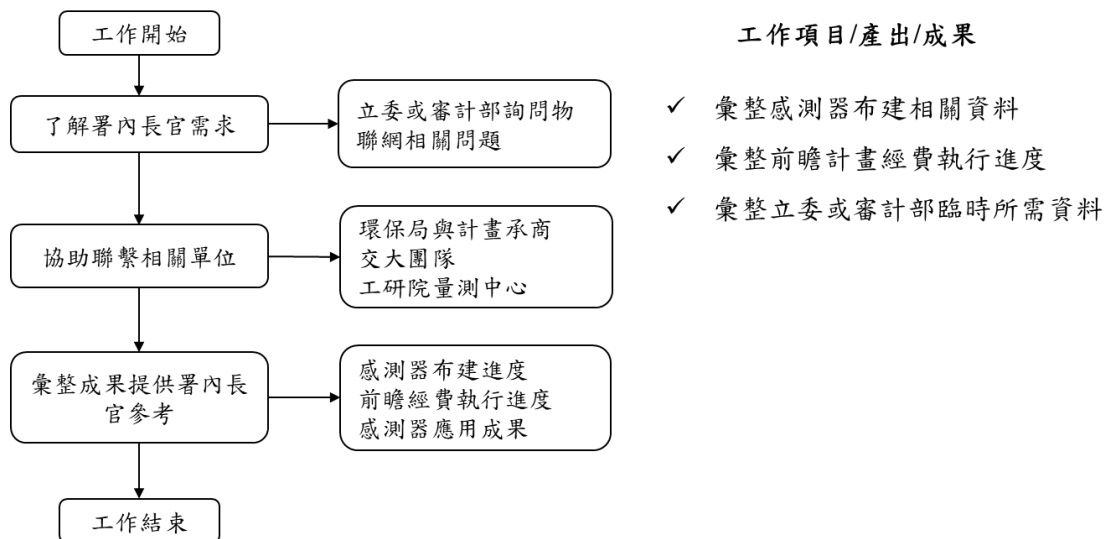 工作開始
了解署內長官需求
立委或審計部詢問物
聯網相關問題
協助聯繫相關單位
環保局與計畫承商
交大團隊
工研院量測中心
彙整成果提供署內長
官參考
感測器布建進度
前瞻經費執行進度
感測器應用成果
工作結束
工作項目/產出/成果
✓ 彙整感測器布建相關資料
✓ 彙整前瞻計畫經費執行進度
✓ 彙整立委或審計部臨時所需資料